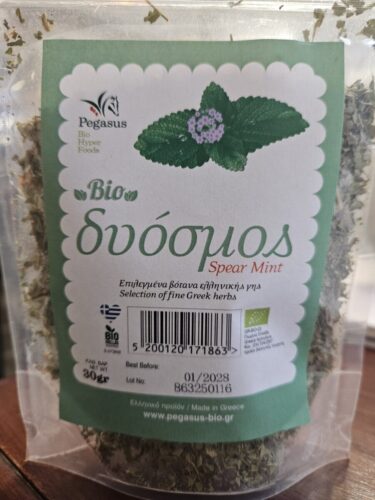 Pegasus
Bio
Hyper
Foods
Bio
δυόσμος
Spear Mint
Επιλεγμένα βότανα ελληνικής γης
Selection of fine Greek herbs
BIO
ΚΑΘ. ΒΑΡ.
NET WT.
30gr
5 200120 171863
Best Before:
01/2028
Lot No:
863250116
Ελληνικό προϊόν / Made in Greece
www.pegasus-bio.gr